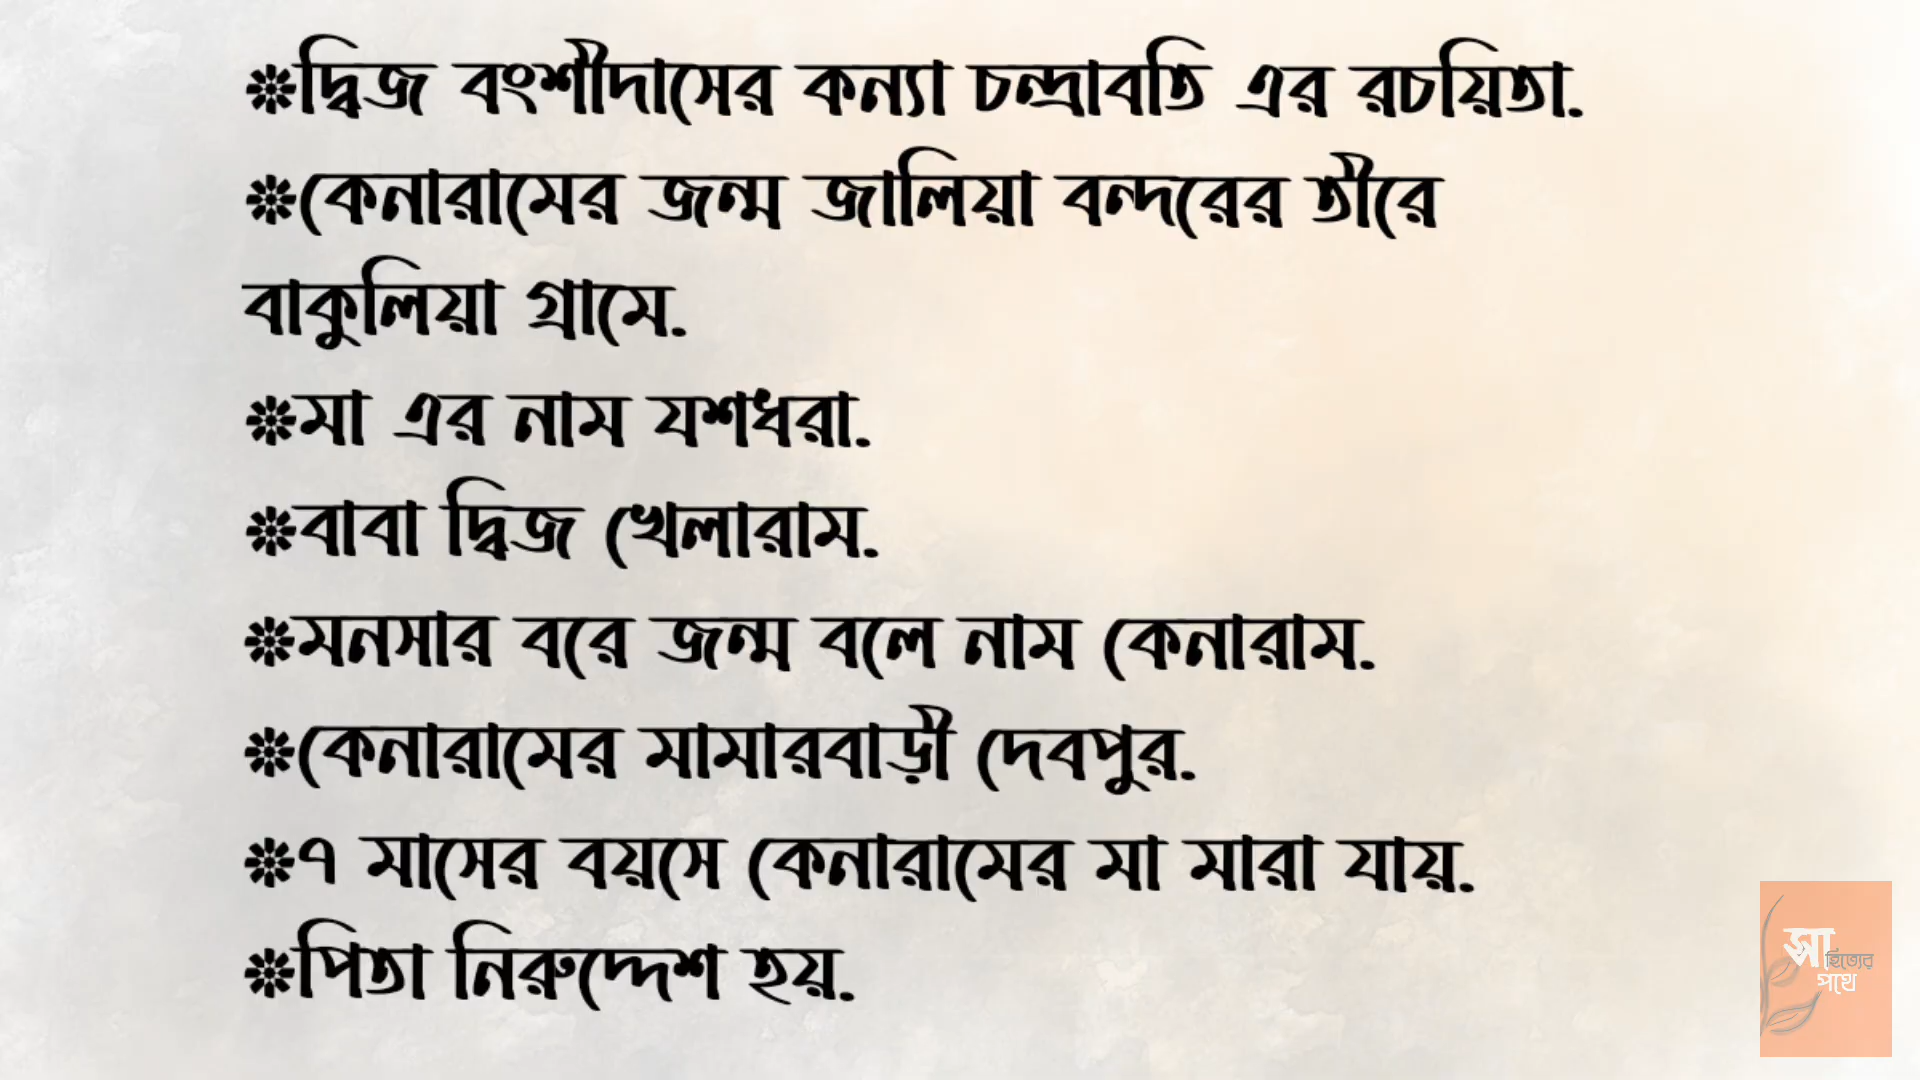 ❊দ্বিজ বংশীদাসের কন্যা চন্দ্রাবতি এর রচয়িতা.
❊কেনারামের জন্ম জালিয়া বন্দরের তীরে
বাকুলিয়া গ্রামে.
❊মা এর নাম যশধরা.
❊বাবা দ্বিজ খেলারাম.
❊মনসার বরে জন্ম বলে নাম কেনারাম.
❊কেনারামের মামারবাড়ী দেবপুর.
❊৭ মাসের বয়সে কেনারামের মা মারা যায়.
❊পিতা নিরুদ্দেশ হয়.
সাহিত্যের
পথে